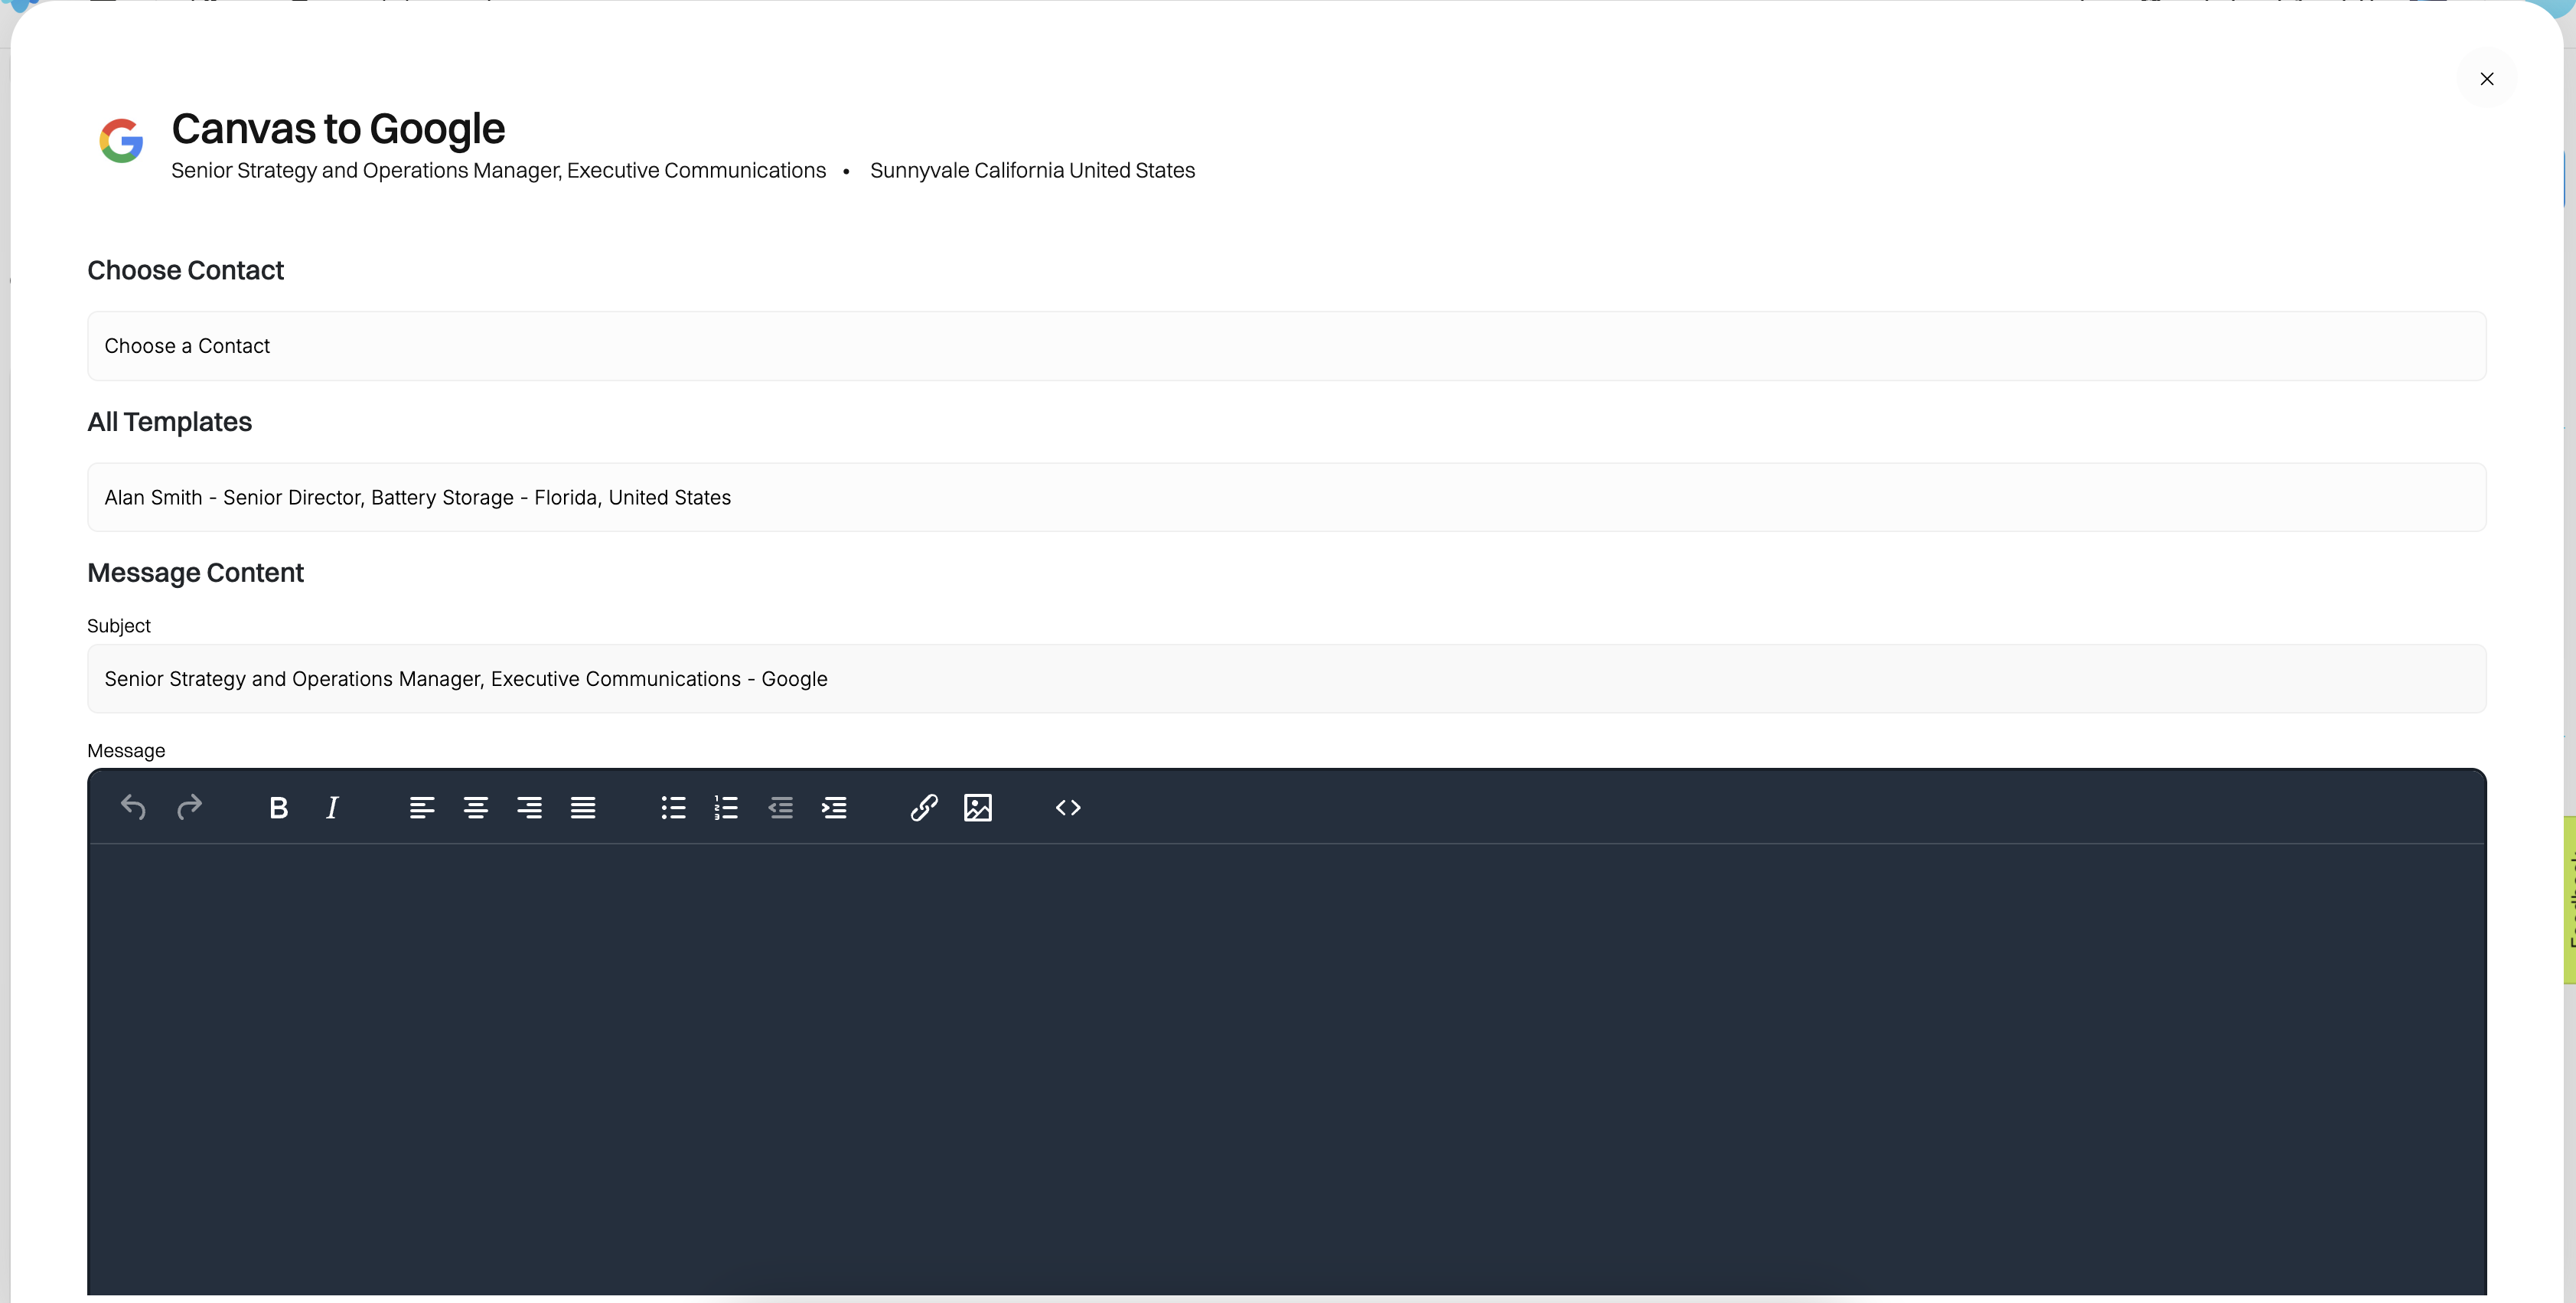 Canvas to Google
Senior Strategy and Operations Manager, Executive Communications • Sunnyvale California United States
Choose Contact
Choose a Contact
All Templates
Alan Smith - Senior Director, Battery Storage - Florida, United States
Message Content
Subject
Senior Strategy and Operations Manager, Executive Communications - Google
Message